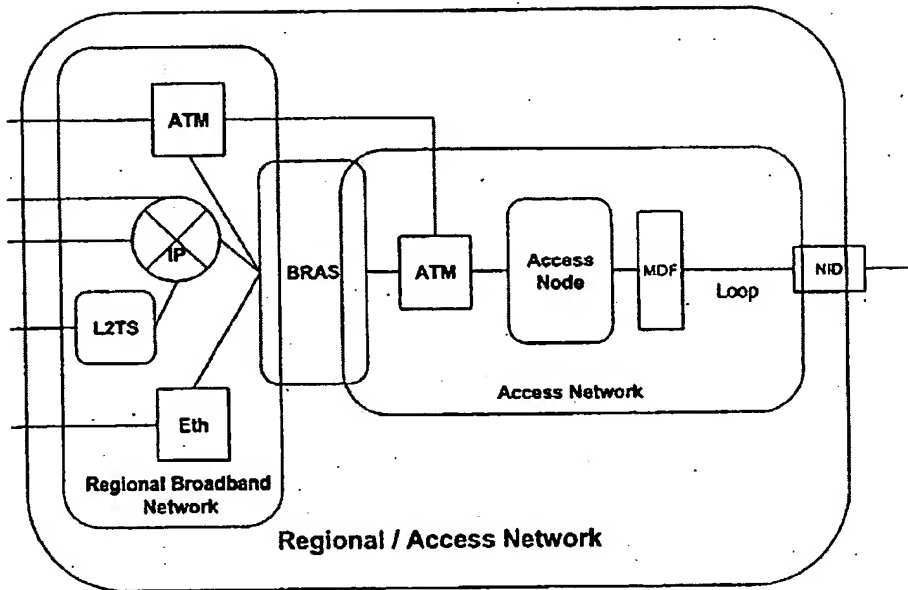 ATM
IP
L2TS
Eth
Regional Broadband
Network
BRAS
ATM
Access
Node
MDF
Loop
NID
Access Network
Regional / Access Network